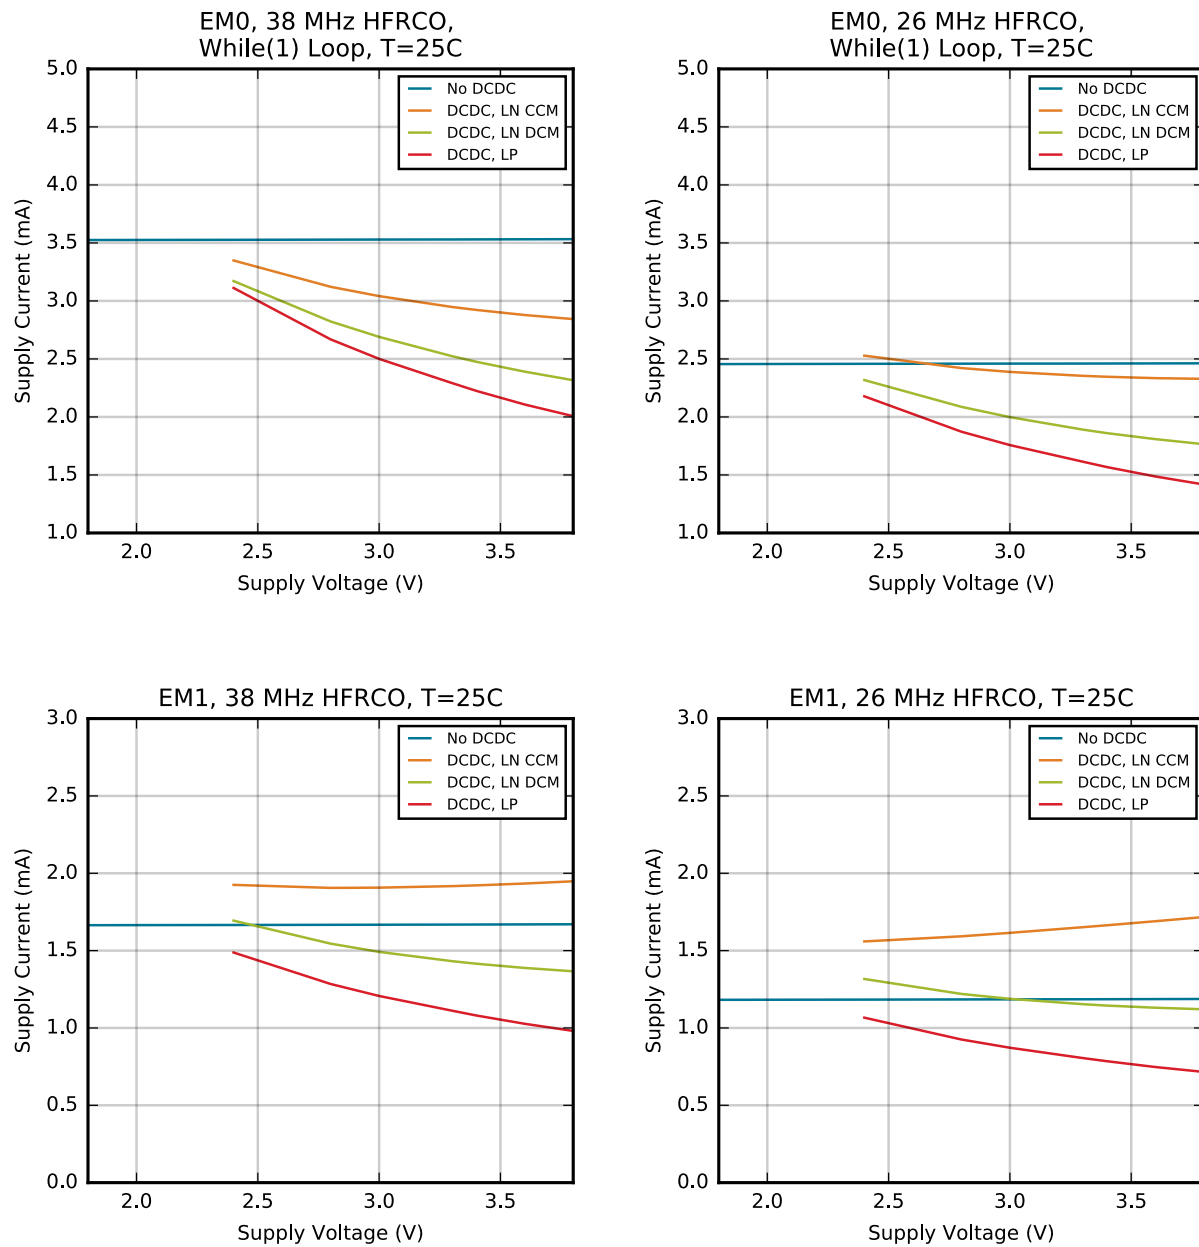 EM0, 38 MHz HFRCO,
While(1) Loop, T=25C
5.0
4.5
4.0
3.5
3.0
2.5
2.0
1.5
1.0
Supply Current (mA)
No DCDC
DCDC, LN CCM
DCDC, LN DCM
DCDC, LP
2.0 2.5 3.0 3.5
Supply Voltage (V)
EM0, 26 MHz HFRCO,
While(1) Loop, T=25C
5.0
4.5
4.0
3.5
3.0
2.5
2.0
1.5
1.0
Supply Current (mA)
No DCDC
DCDC, LN CCM
DCDC, LN DCM
DCDC, LP
2.0 2.5 3.0 3.5
Supply Voltage (V)
EM1, 38 MHz HFRCO, T=25C
3.0
2.5
2.0
1.5
1.0
0.5
0.0
Supply Current (mA)
No DCDC
DCDC, LN CCM
DCDC, LN DCM
DCDC, LP
2.0 2.5 3.0 3.5
Supply Voltage (V)
EM1, 26 MHz HFRCO, T=25C
3.0
2.5
2.0
1.5
1.0
0.5
0.0
Supply Current (mA)
No DCDC
DCDC, LN CCM
DCDC, LN DCM
DCDC, LP
2.0 2.5 3.0 3.5
Supply Voltage (V)